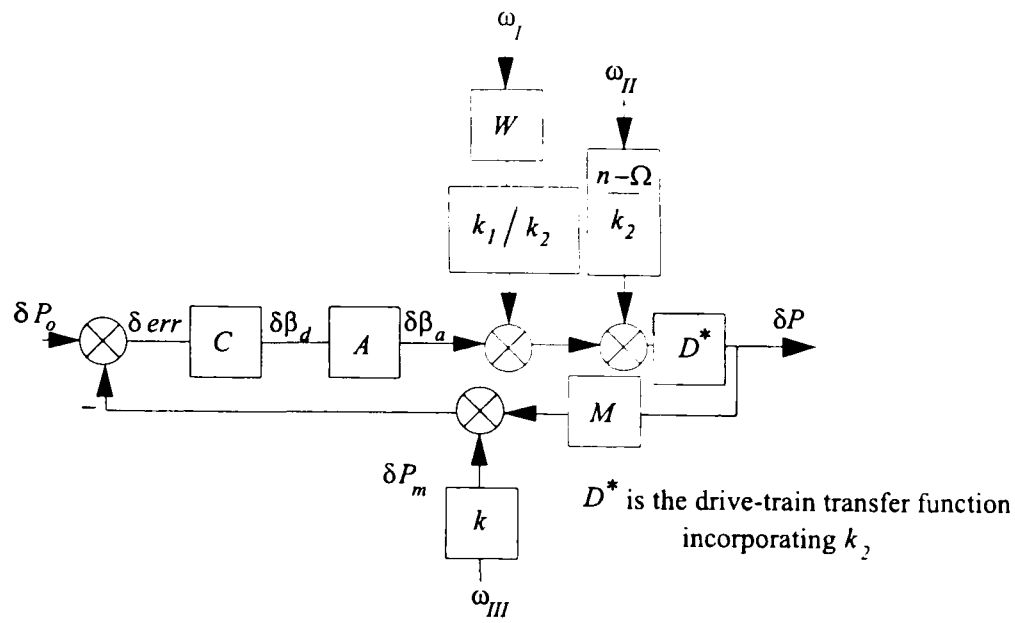 ω_I
ω_II
W
n-Ω
k_2
k_1 / k_2
δP_o
δ err
C
δβ_d
A
δβ_a
D*
δP
−
M
δP_m
k
ω_III
D* is the drive-train transfer function
incorporating k_2